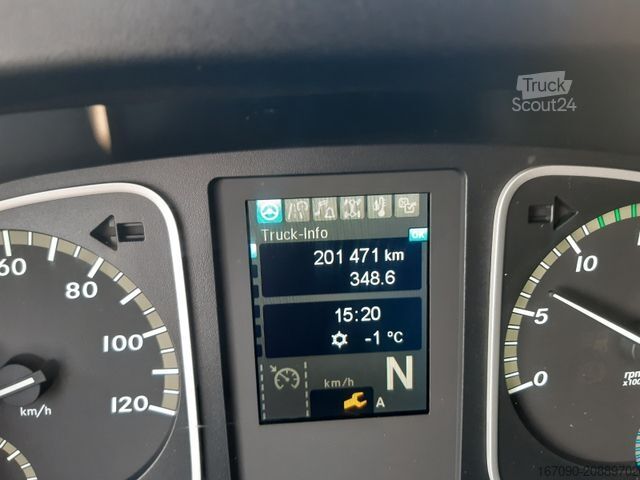 Truck
Scout24
Truck-Info
OK
201 471 km
348.6
15:20
-1 °C
km/h
N
A
60
80
100
120
km/h
10
5
0
rpm
x100
167090-20889702